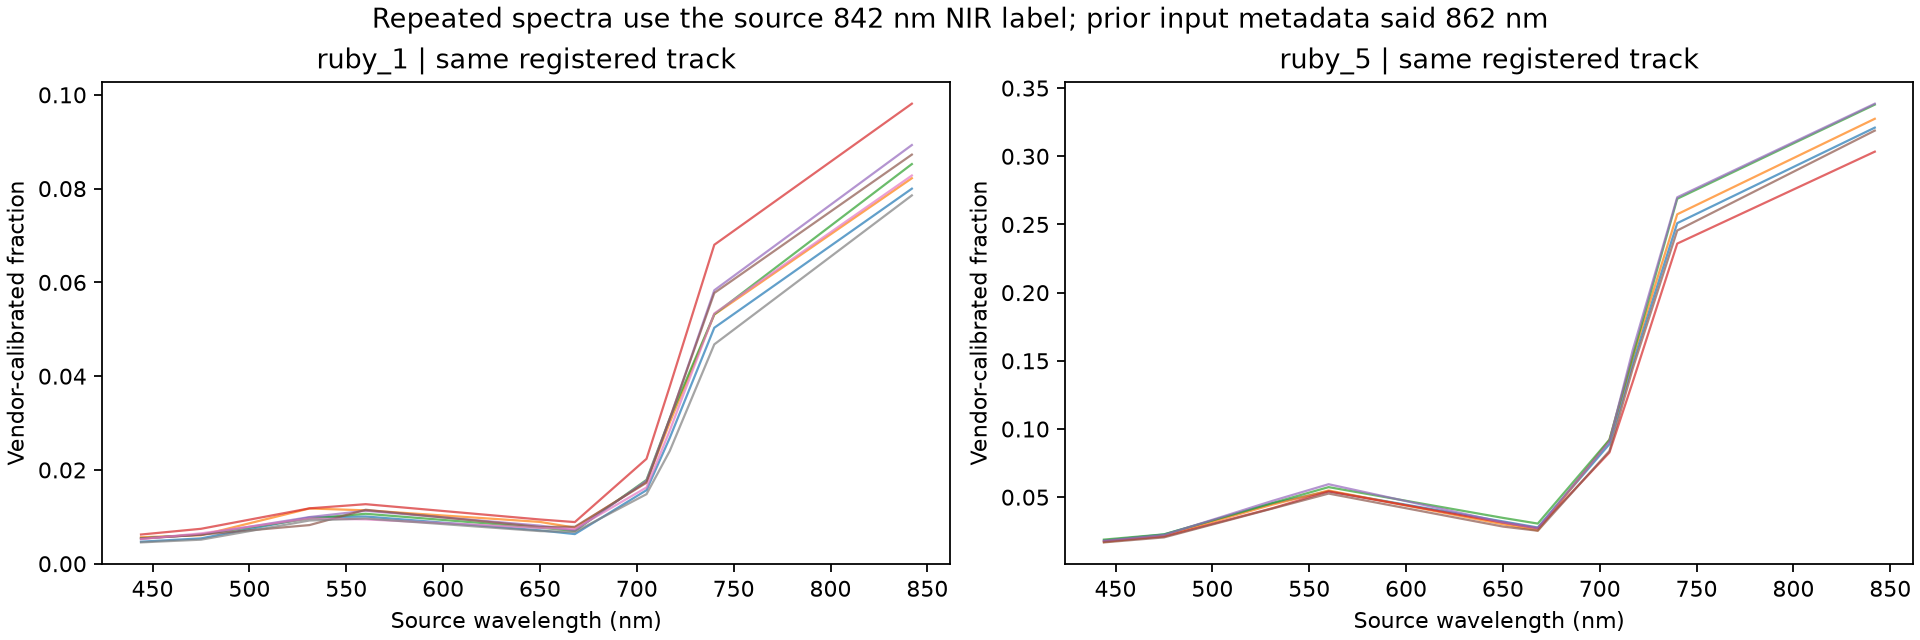 Repeated spectra use the source 842 nm NIR label; prior input metadata said 862 nm
ruby_1 | same registered track
Vendor-calibrated fraction
0.10
0.08
0.06
0.04
0.02
0.00
450 500 550 600 650 700 750 800 850
Source wavelength (nm)
ruby_5 | same registered track
Vendor-calibrated fraction
0.35
0.30
0.25
0.20
0.15
0.10
0.05
450 500 550 600 650 700 750 800 850
Source wavelength (nm)